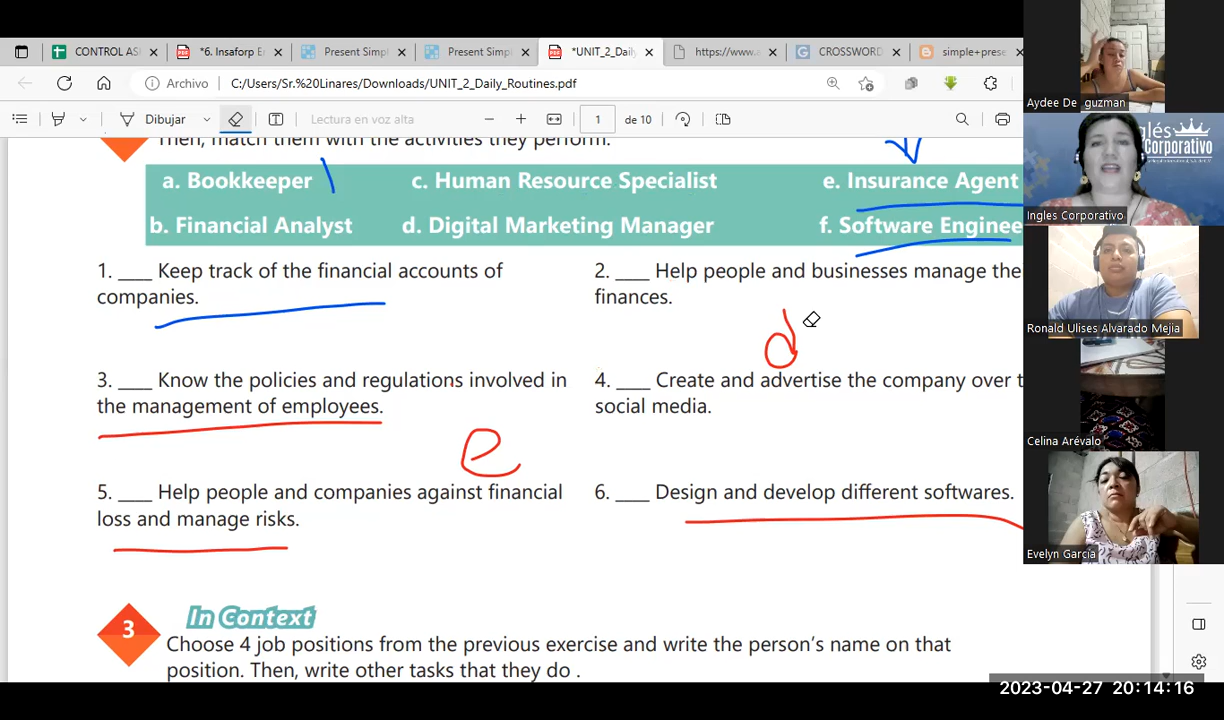 CONTROL AS
*6. Insaforp E
Present Simp
Present Simp
*UNIT_2_Daily
https://www.
CROSSWORD
simple+pres
Archivo
C:/Users/Sr.%20Linares/Downloads/UNIT_2_Daily_Routines.pdf
Dibujar
Lectura en voz alta
1
de 10
Then, match them with the activities they perform.
a. Bookkeeper
c. Human Resource Specialist
e. Insurance Agent
b. Financial Analyst
d. Digital Marketing Manager
f. Software Enginee
1. ____ Keep track of the financial accounts of
companies.
2. ____ Help people and businesses manage the
finances.
d
3. ____ Know the policies and regulations involved in
the management of employees.
4. ____ Create and advertise the company over t
social media.
e
5. ____ Help people and companies against financial
loss and manage risks.
6. ____ Design and develop different softwares.
3
In Context
Choose 4 job positions from the previous exercise and write the person's name on that
position. Then, write other tasks that they do .
Aydee De guzman
Inglés
Corporativo
Ingles Corporativo
Ronald Ulises Alvarado Mejia
Celina Arévalo
Evelyn García
2023-04-27 20:14:16